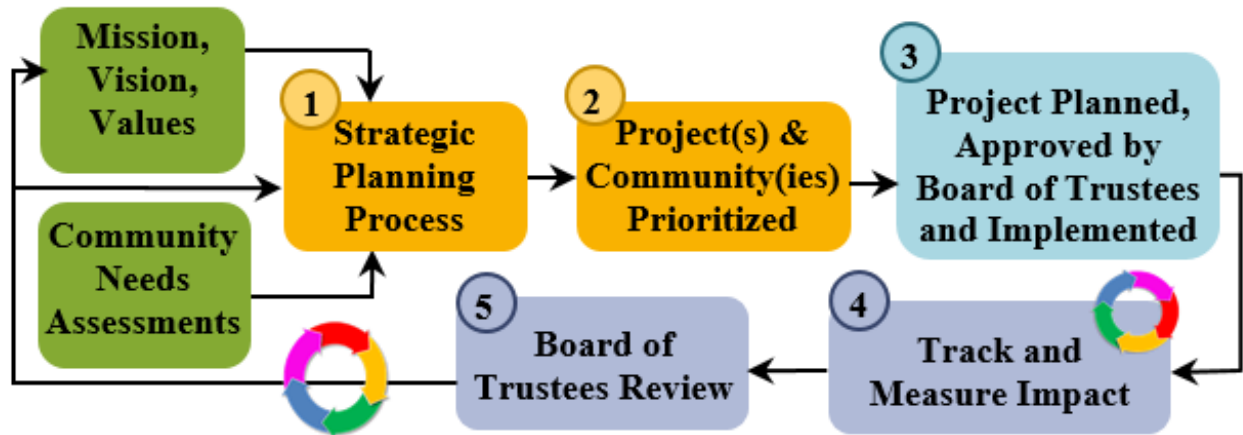 Mission,
Vision,
Values
Community
Needs
Assessments
1
Strategic
Planning
Process
2
Project(s) &
Community(ies)
Prioritized
3
Project Planned,
Approved by
Board of Trustees
and Implemented
4
Track and
Measure Impact
5
Board of
Trustees Review